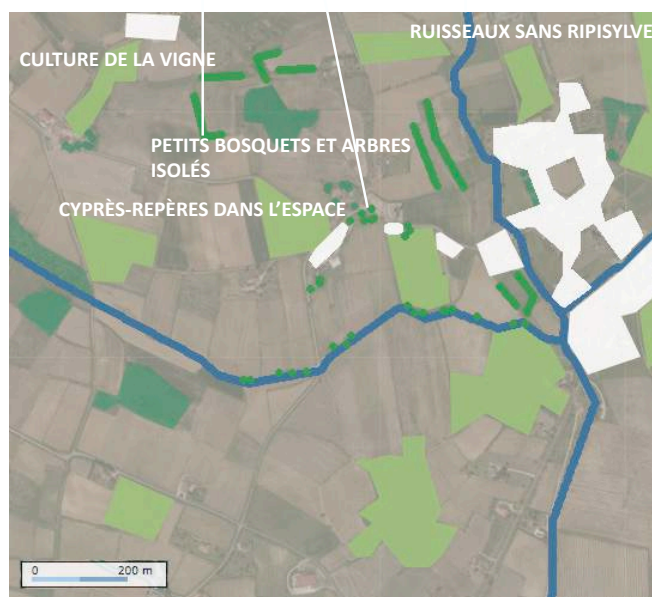 RUISSEAUX SANS RIPISYLVE
CULTURE DE LA VIGNE
PETITS BOSQUETS ET ARBRES
ISOLÉS
CYPRÈS-REPÈRES DANS L'ESPACE
0 200 m